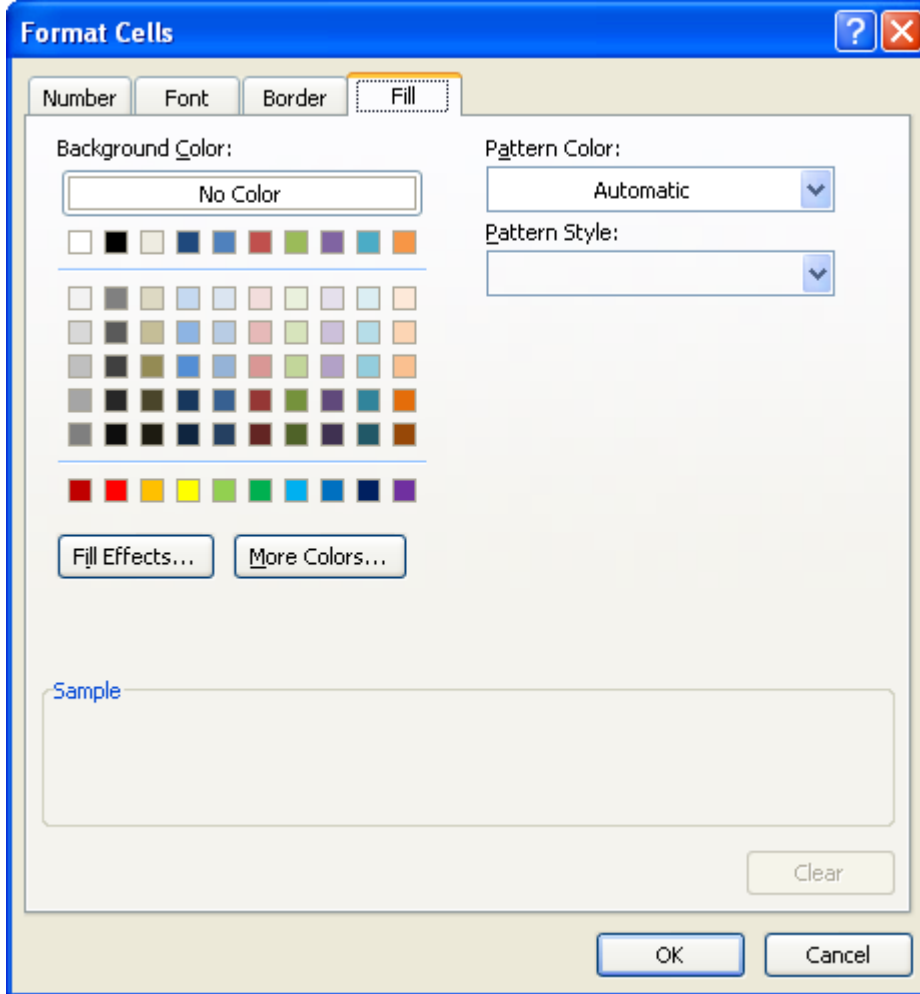 Format Cells
?
Number Font Border Fill
Background Color:
No Color
Pattern Color:
Automatic
Pattern Style:
Fill Effects... More Colors...
Sample
Clear
OK Cancel